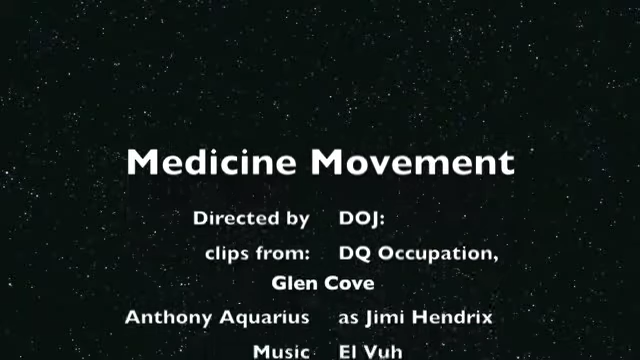 Medicine Movement
Directed by DOJ:
clips from: DQ Occupation,
Glen Cove
Anthony Aquarius as Jimi Hendrix
Music El Vuh